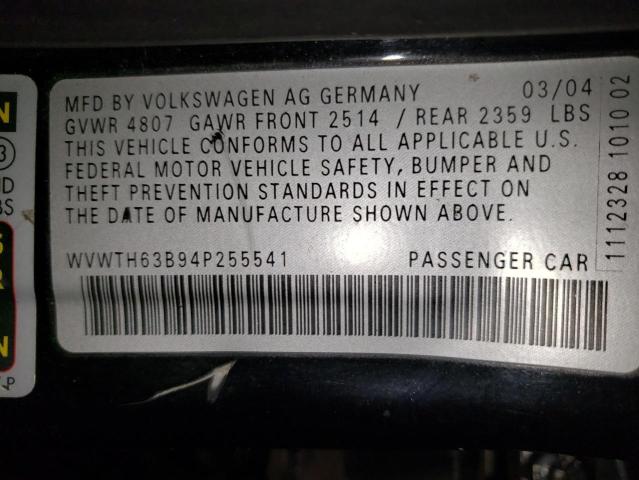 MFD BY VOLKSWAGEN AG GERMANY 03/04
GVWR 4807 GAWR FRONT 2514 / REAR 2359 LBS
THIS VEHICLE CONFORMS TO ALL APPLICABLE U.S.
FEDERAL MOTOR VEHICLE SAFETY, BUMPER AND
THEFT PREVENTION STANDARDS IN EFFECT ON
THE DATE OF MANUFACTURE SHOWN ABOVE.
WVWTH63B94P255541 PASSENGER CAR
1112328 1010 02